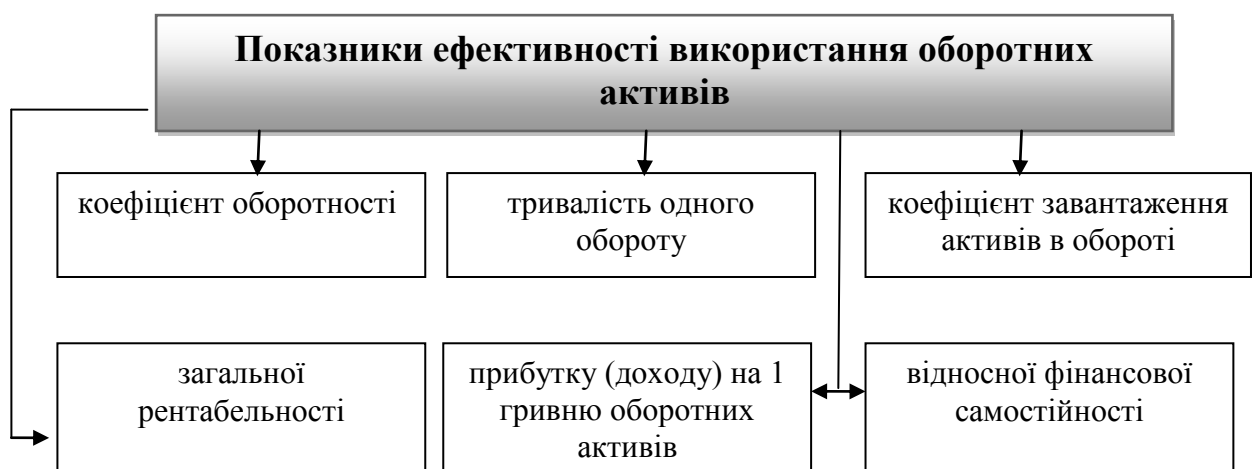 Показники ефективності використання оборотних
активів
коефіцієнт оборотності
тривалість одного
обороту
коефіцієнт завантаження
активів в обороті
загальної
рентабельності
прибутку (доходу) на 1
гривню оборотних
активів
відносної фінансової
самостійності